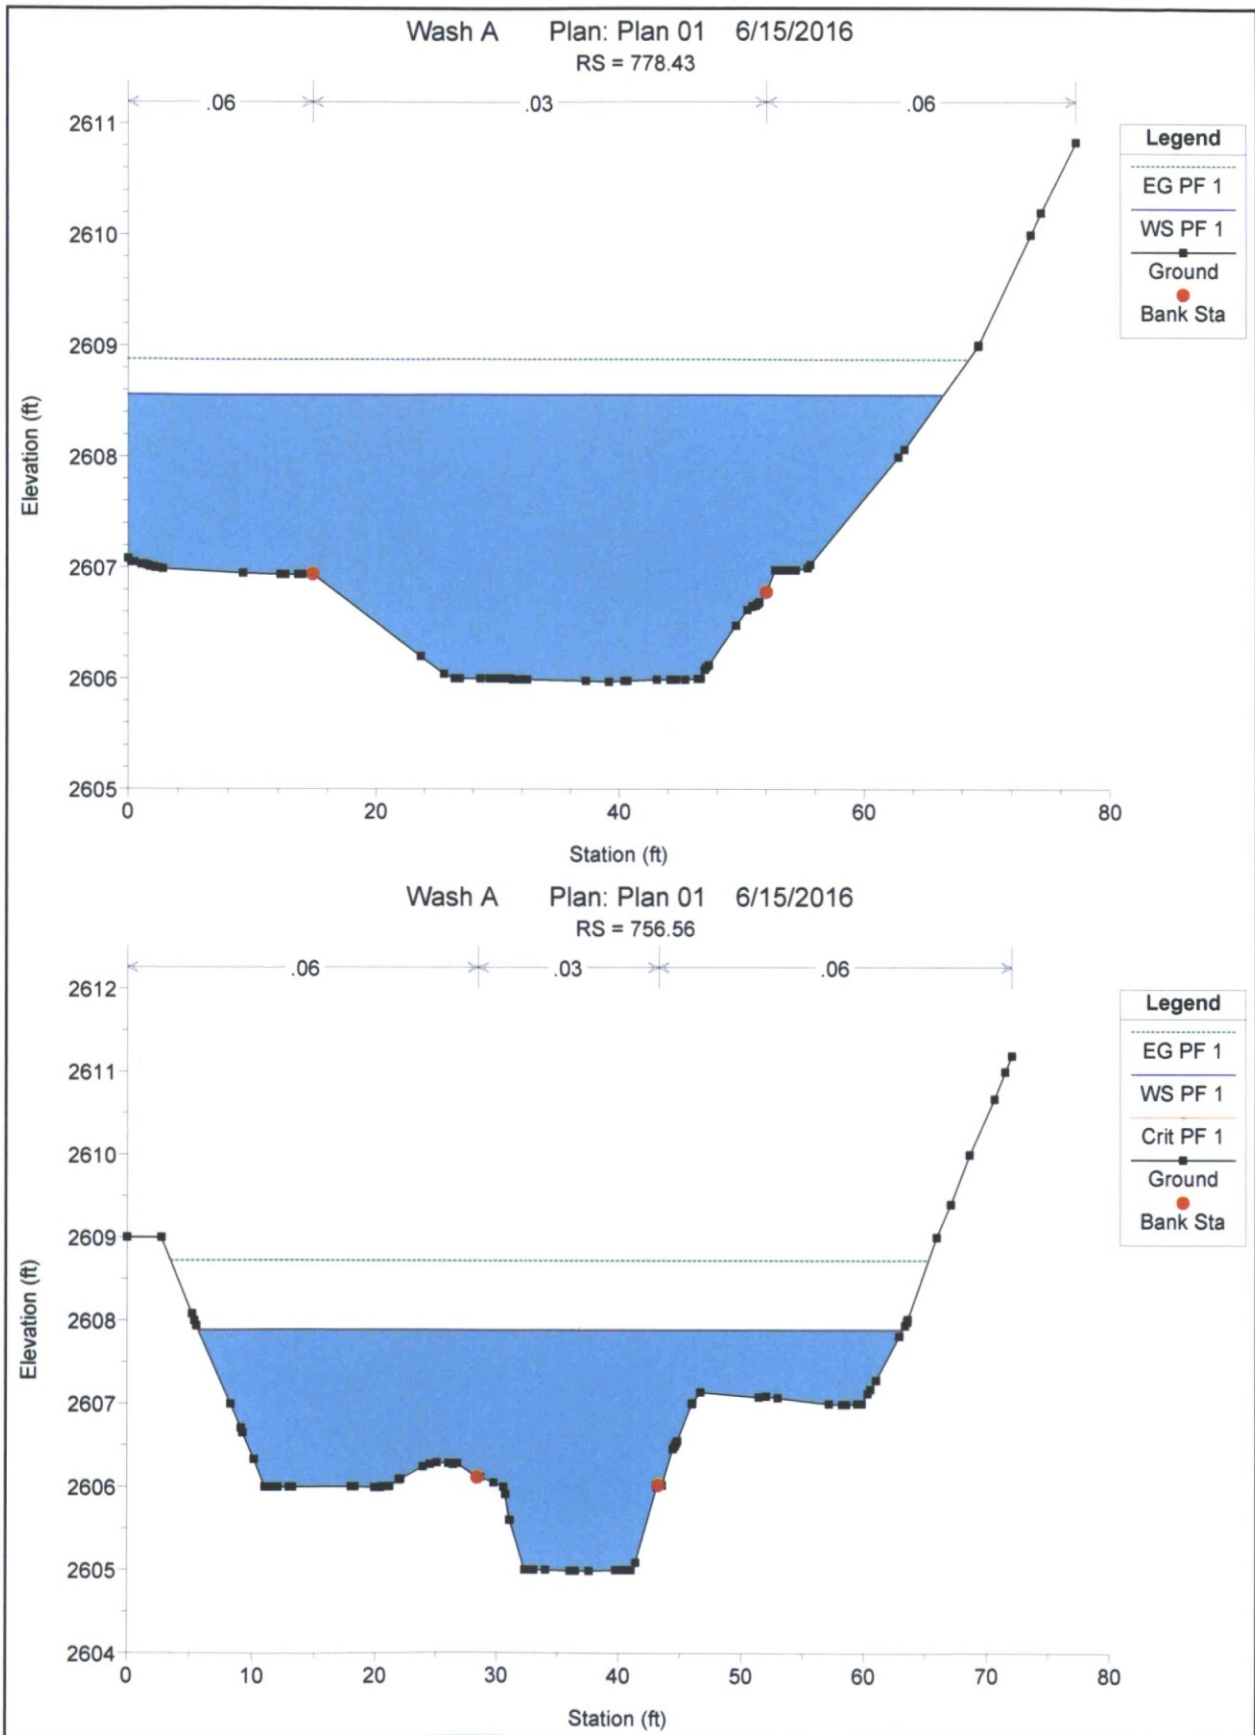 Wash A Plan: Plan 01 6/15/2016
RS = 778.43
.06 .03 .06
2611
2610
2609
2608
2607
2606
2605
Elevation (ft)
0 20 40 60 80
Station (ft)
Legend
EG PF 1
WS PF 1
Ground
Bank Sta
Wash A Plan: Plan 01 6/15/2016
RS = 756.56
.06 .03 .06
2612
2611
2610
2609
2608
2607
2606
2605
2604
Elevation (ft)
0 10 20 30 40 50 60 70 80
Station (ft)
Legend
EG PF 1
WS PF 1
Crit PF 1
Ground
Bank Sta